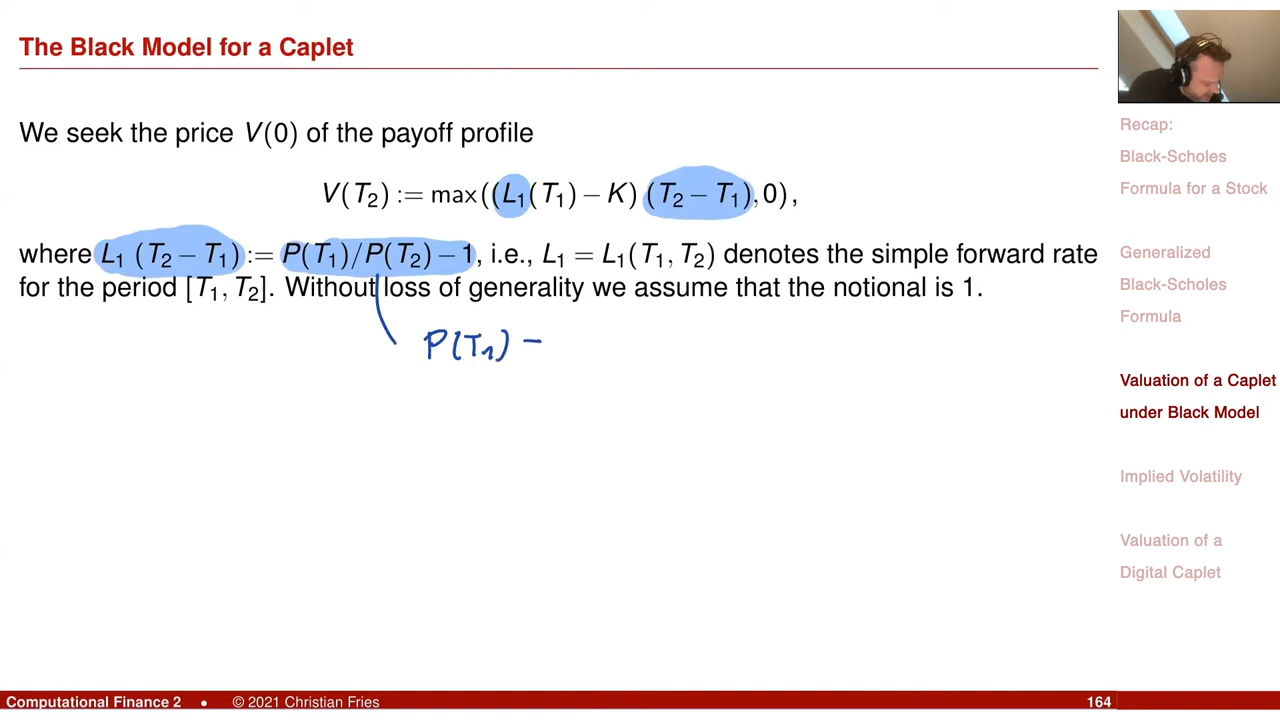 The Black Model for a Caplet
We seek the price V(0) of the payoff profile
V(T₂) := max((L₁(T₁) − K) (T₂ − T₁), 0),
where L₁ (T₂ − T₁) := P(T₁)/P(T₂) − 1, i.e., L₁ = L₁(T₁, T₂) denotes the simple forward rate
for the period [T₁, T₂]. Without loss of generality we assume that the notional is 1.
P(T₁) −
Recap:
Black-Scholes
Formula for a Stock
Generalized
Black-Scholes
Formula
Valuation of a Caplet
under Black Model
Implied Volatility
Valuation of a
Digital Caplet
Computational Finance 2 • © 2021 Christian Fries 164